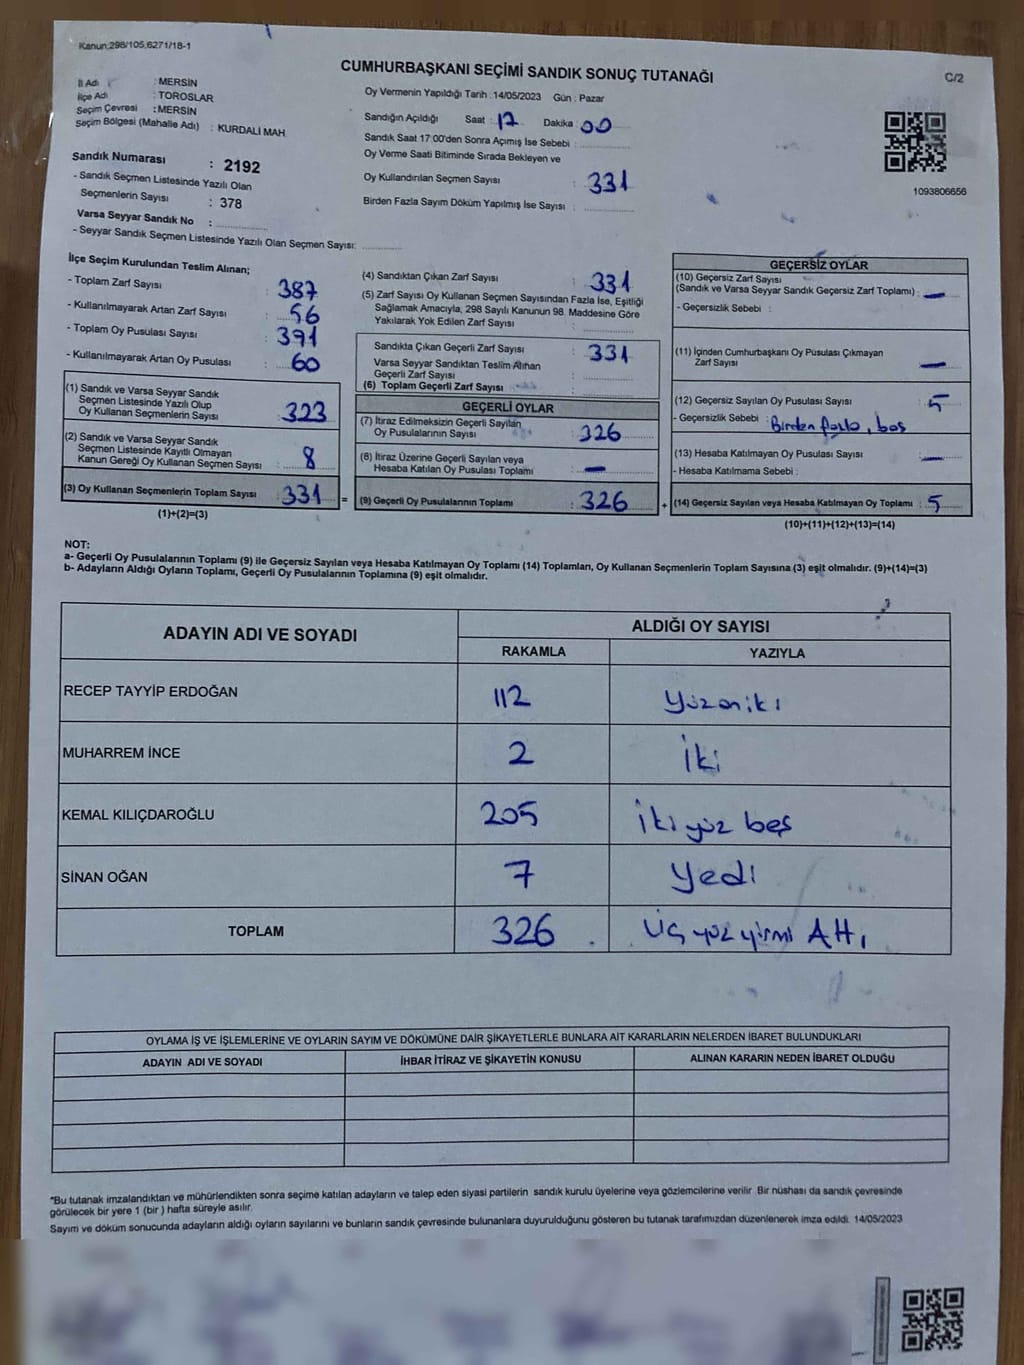 Kanun:298/105,6271/18-1
CUMHURBAŞKANI SEÇİMİ SANDIK SONUÇ TUTANAĞI
C/2
İl Adı : MERSİN
İlçe Adı : TOROSLAR
Seçim Çevresi : MERSİN
Seçim Bölgesi (Mahalle Adı) : KURDALİ MAH.
Sandık Numarası : 2192
- Sandık Seçmen Listesinde Yazılı Olan
Seçmenlerin Sayısı : 378
Varsa Seyyar Sandık No :
- Seyyar Sandık Seçmen Listesinde Yazılı Olan Seçmen Sayısı:
Oy Vermenin Yapıldığı Tarih : 14/05/2023 Gün : Pazar
Sandığın Açıldığı Saat : 17 Dakika : 00
Sandık Saat 17:00'den Sonra Açımış İse Sebebi :
Oy Verme Saati Bitiminde Sırada Bekleyen ve
Oy Kullandırılan Seçmen Sayısı : 331
Birden Fazla Sayım Döküm Yapılmış İse Sayısı :
1093806656
İlçe Seçim Kurulundan Teslim Alınan;
- Toplam Zarf Sayısı : 387
- Kullanılmayarak Artan Zarf Sayısı : 56
- Toplam Oy Pusulası Sayısı : 391
- Kullanılmayarak Artan Oy Pusulası : 60
(1) Sandık ve Varsa Seyyar Sandık
Seçmen Listesinde Yazılı Olup
Oy Kullanan Seçmenlerin Sayısı : 323
(2) Sandık ve Varsa Seyyar Sandık
Seçmen Listesinde Kayıtlı Olmayan
Kanun Gereği Oy Kullanan Seçmen Sayısı : 8
(3) Oy Kullanan Seçmenlerin Toplam Sayısı : 331 =
(1)+(2)=(3)
(4) Sandıktan Çıkan Zarf Sayısı : 331
(5) Zarf Sayısı Oy Kullanan Seçmen Sayısından Fazla İse, Eşitliği
Sağlamak Amacıyla, 298 Sayılı Kanunun 98. Maddesine Göre
Yakılarak Yok Edilen Zarf Sayısı :
Sandıkta Çıkan Geçerli Zarf Sayısı : 331
Varsa Seyyar Sandıktan Teslim Alınan
Geçerli Zarf Sayısı :
(6) Toplam Geçerli Zarf Sayısı :
GEÇERLİ OYLAR
(7) İtiraz Edilmeksizin Geçerli Sayılan
Oy Pusulalarının Sayısı : 326
(8) İtiraz Üzerine Geçerli Sayılan veya
Hesaba Katılan Oy Pusulası Toplamı : —
(9) Geçerli Oy Pusulalarının Toplamı : 326 +
GEÇERSİZ OYLAR
(10) Geçersiz Zarf Sayısı
(Sandık ve Varsa Seyyar Sandık Geçersiz Zarf Toplamı) : —
- Geçersizlik Sebebi :
(11) İçinden Cumhurbaşkanı Oy Pusulası Çıkmayan
Zarf Sayısı : —
(12) Geçersiz Sayılan Oy Pusulası Sayısı : 5
- Geçersizlik Sebebi : Birden fazla, boş
(13) Hesaba Katılmayan Oy Pusulası Sayısı : —
- Hesaba Katılmama Sebebi :
(14) Geçersiz Sayılan veya Hesaba Katılmayan Oy Toplamı : 5
(10)+(11)+(12)+(13)=(14)
NOT:
a- Geçerli Oy Pusulalarının Toplamı (9) ile Geçersiz Sayılan veya Hesaba Katılmayan Oy Toplamı (14) Toplamları, Oy Kullanan Seçmenlerin Toplam Sayısına (3) eşit olmalıdır. (9)+(14)=(3)
b- Adayların Aldığı Oyların Toplamı, Geçerli Oy Pusulalarının Toplamına (9) eşit olmalıdır.
ADAYIN ADI VE SOYADI
ALDIĞI OY SAYISI
RAKAMLA YAZIYLA
RECEP TAYYİP ERDOĞAN 112 Yüzoniki
MUHARREM İNCE 2 İki
KEMAL KILIÇDAROĞLU 205 İkiyüz beş
SİNAN OĞAN 7 Yedi
TOPLAM 326 Üçyüzyirmi Altı
OYLAMA İŞ VE İŞLEMLERİNE VE OYLARIN SAYIM VE DÖKÜMÜNE DAİR ŞİKAYETLERLE BUNLARA AİT KARARLARIN NELERDEN İBARET BULUNDUKLARI
ADAYIN ADI VE SOYADI İHBAR İTİRAZ VE ŞİKAYETİN KONUSU ALINAN KARARIN NEDEN İBARET OLDUĞU
*Bu tutanak imzalandıktan ve mühürlendikten sonra seçime katılan adayların ve talep eden siyasi partilerin sandık kurulu üyelerine veya gözlemcilerine verilir. Bir nüshası da sandık çevresinde
görülecek bir yere 1 (bir ) hafta süreyle asılır.
Sayım ve döküm sonucunda adayların aldığı oyların sayılarını ve bunların sandık çevresinde bulunanlara duyurulduğunu gösteren bu tutanak tarafımızdan düzenlenerek imza edildi. 14/05/2023